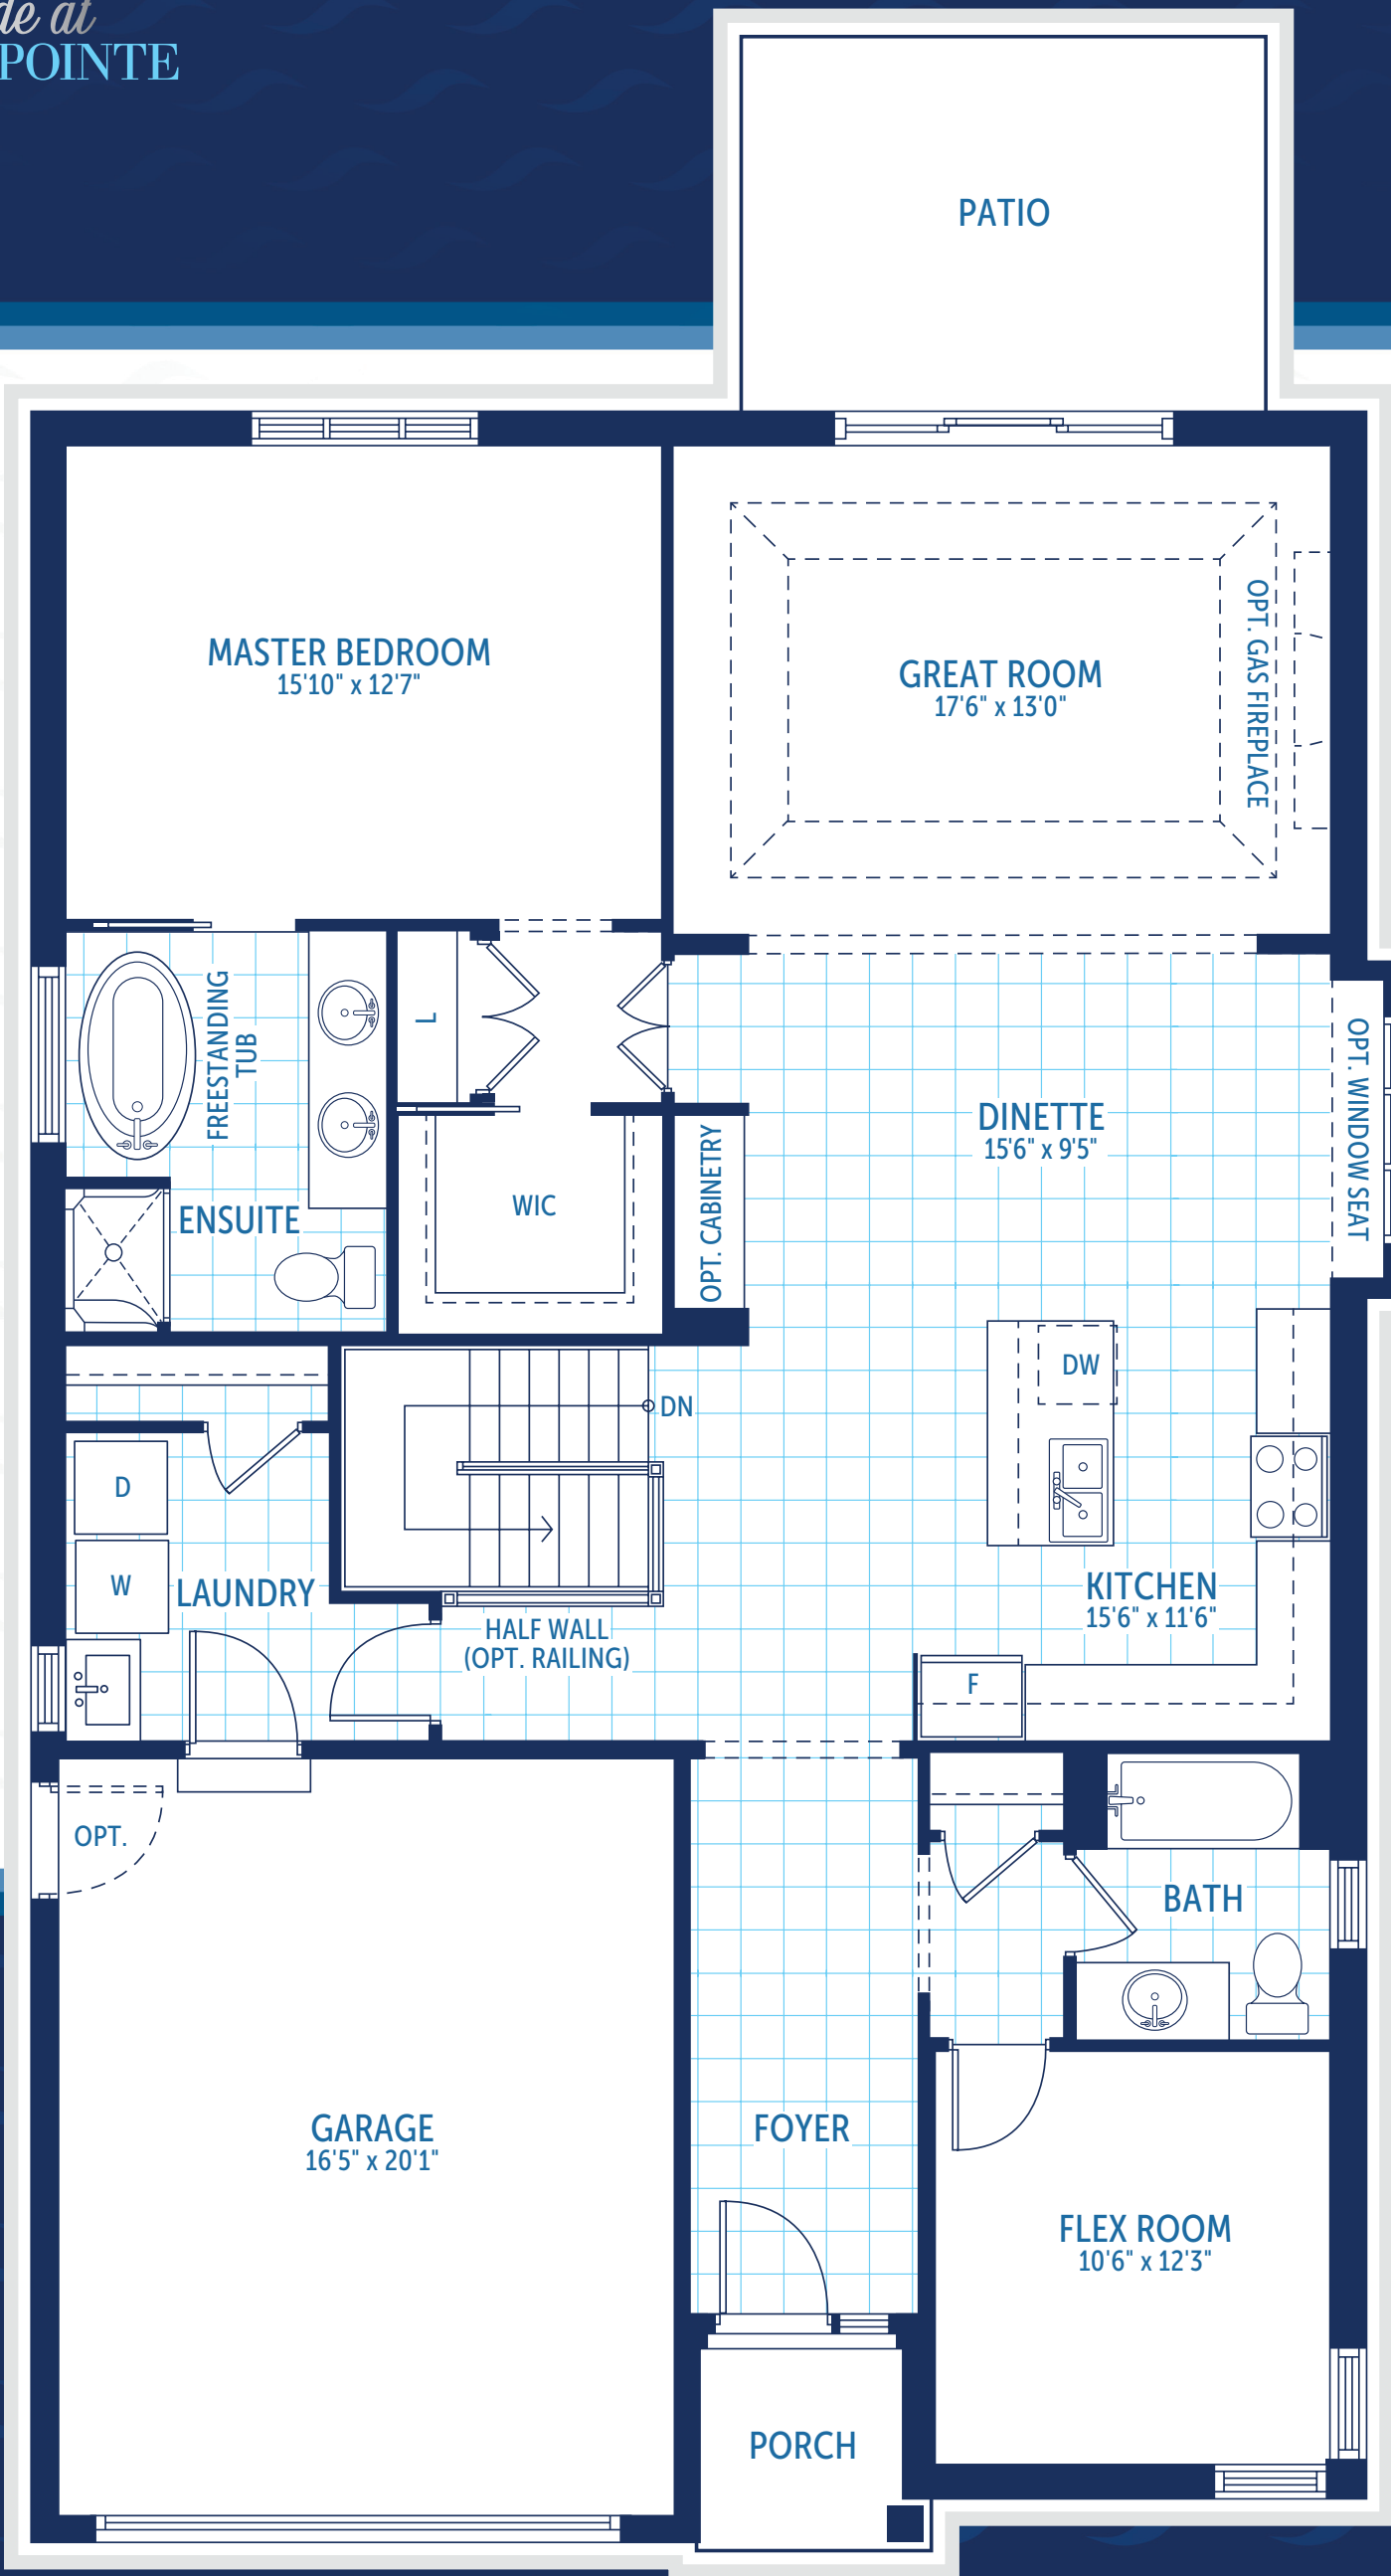 de at
POINTE
PATIO
MASTER BEDROOM
15'10" x 12'7"
GREAT ROOM
17'6" x 13'0"
OPT. GAS FIREPLACE
FREESTANDING
TUB
L
DINETTE
15'6" x 9'5"
OPT. WINDOW SEAT
OPT. CABINETRY
WIC
ENSUITE
DW
DN
D
W
LAUNDRY
KITCHEN
15'6" x 11'6"
HALF WALL
(OPT. RAILING)
F
OPT.
BATH
GARAGE
16'5" x 20'1"
FOYER
FLEX ROOM
10'6" x 12'3"
PORCH